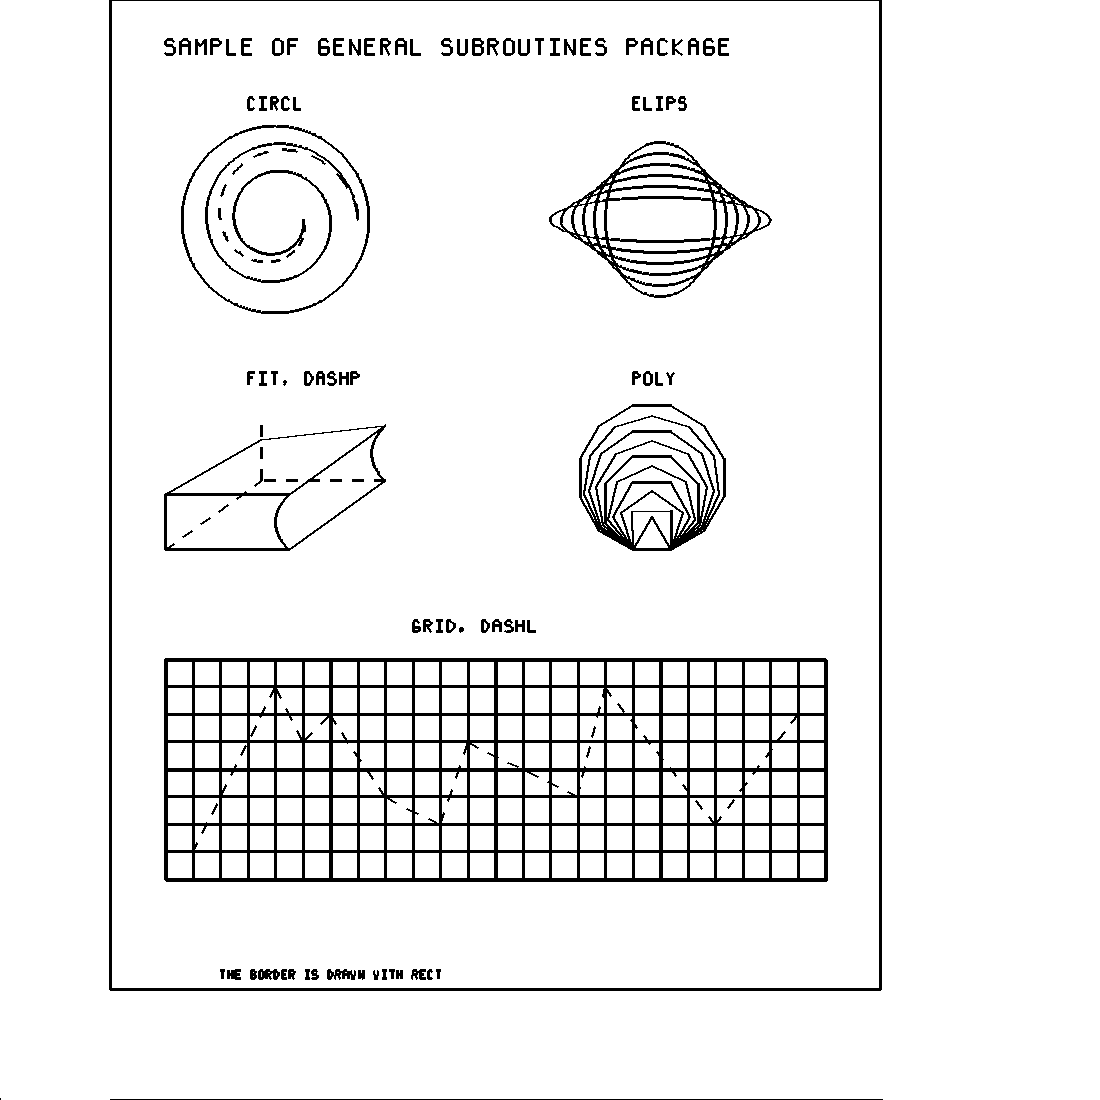 SAMPLE OF GENERAL SUBROUTINES PACKAGE
CIRCL
ELIPS
FIT, DASHP
POLY
GRID. DASHL
THE BORDER IS DRAWN WITH RECT